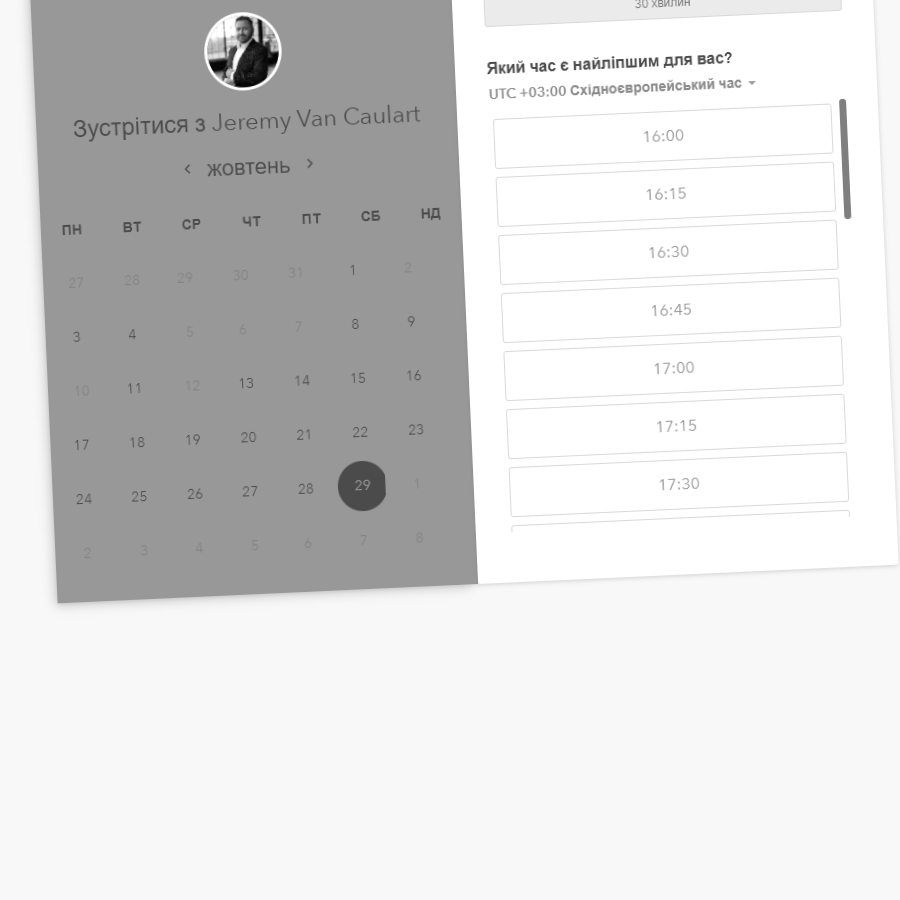 Зустрітися з Jeremy Van Caulart
‹ жовтень ›
ПН ВТ СР ЧТ ПТ СБ НД
27 28 29 30 31 1 2
3 4 5 6 7 8 9
10 11 12 13 14 15 16
17 18 19 20 21 22 23
24 25 26 27 28 29 1
2 3 4 5 6 7 8
30 хвилин
Який час є найліпшим для вас?
UTC +03:00 Східноєвропейський час
16:00
16:15
16:30
16:45
17:00
17:15
17:30